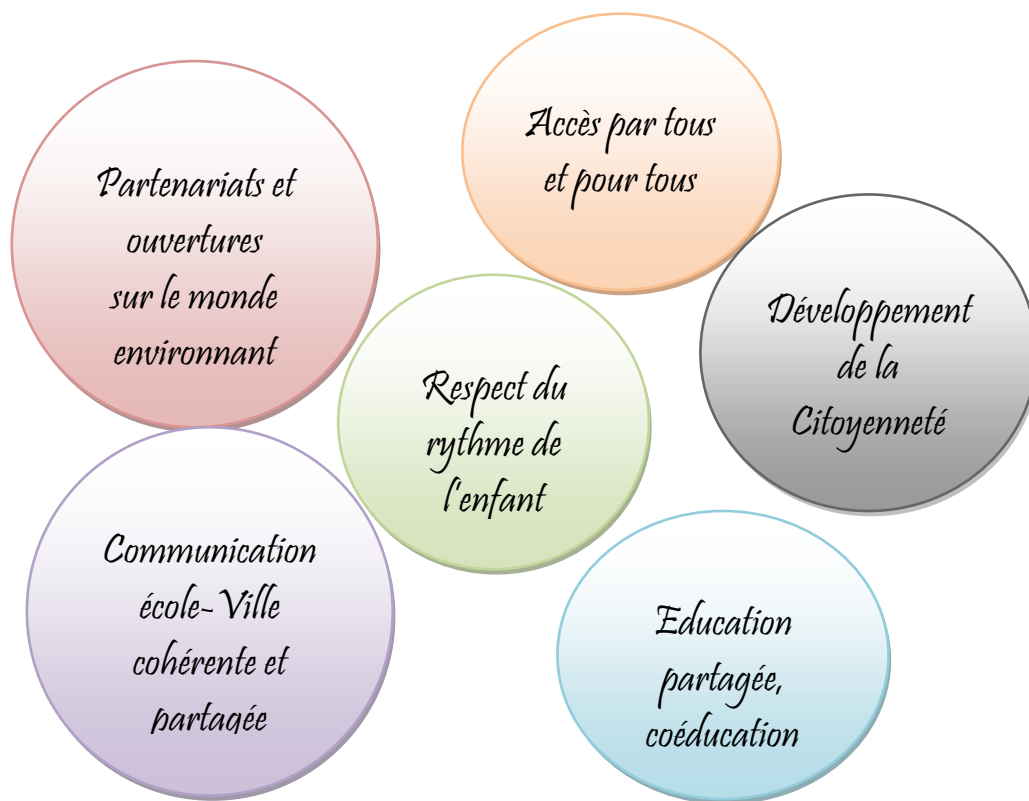 Partenariats et
ouvertures
sur le monde
environnant
Accès par tous
et pour tous
Développement
de la
Citoyenneté
Respect du
rythme de
l'enfant
Communication
école- Ville
cohérente et
partagée
Education
partagée,
coéducation